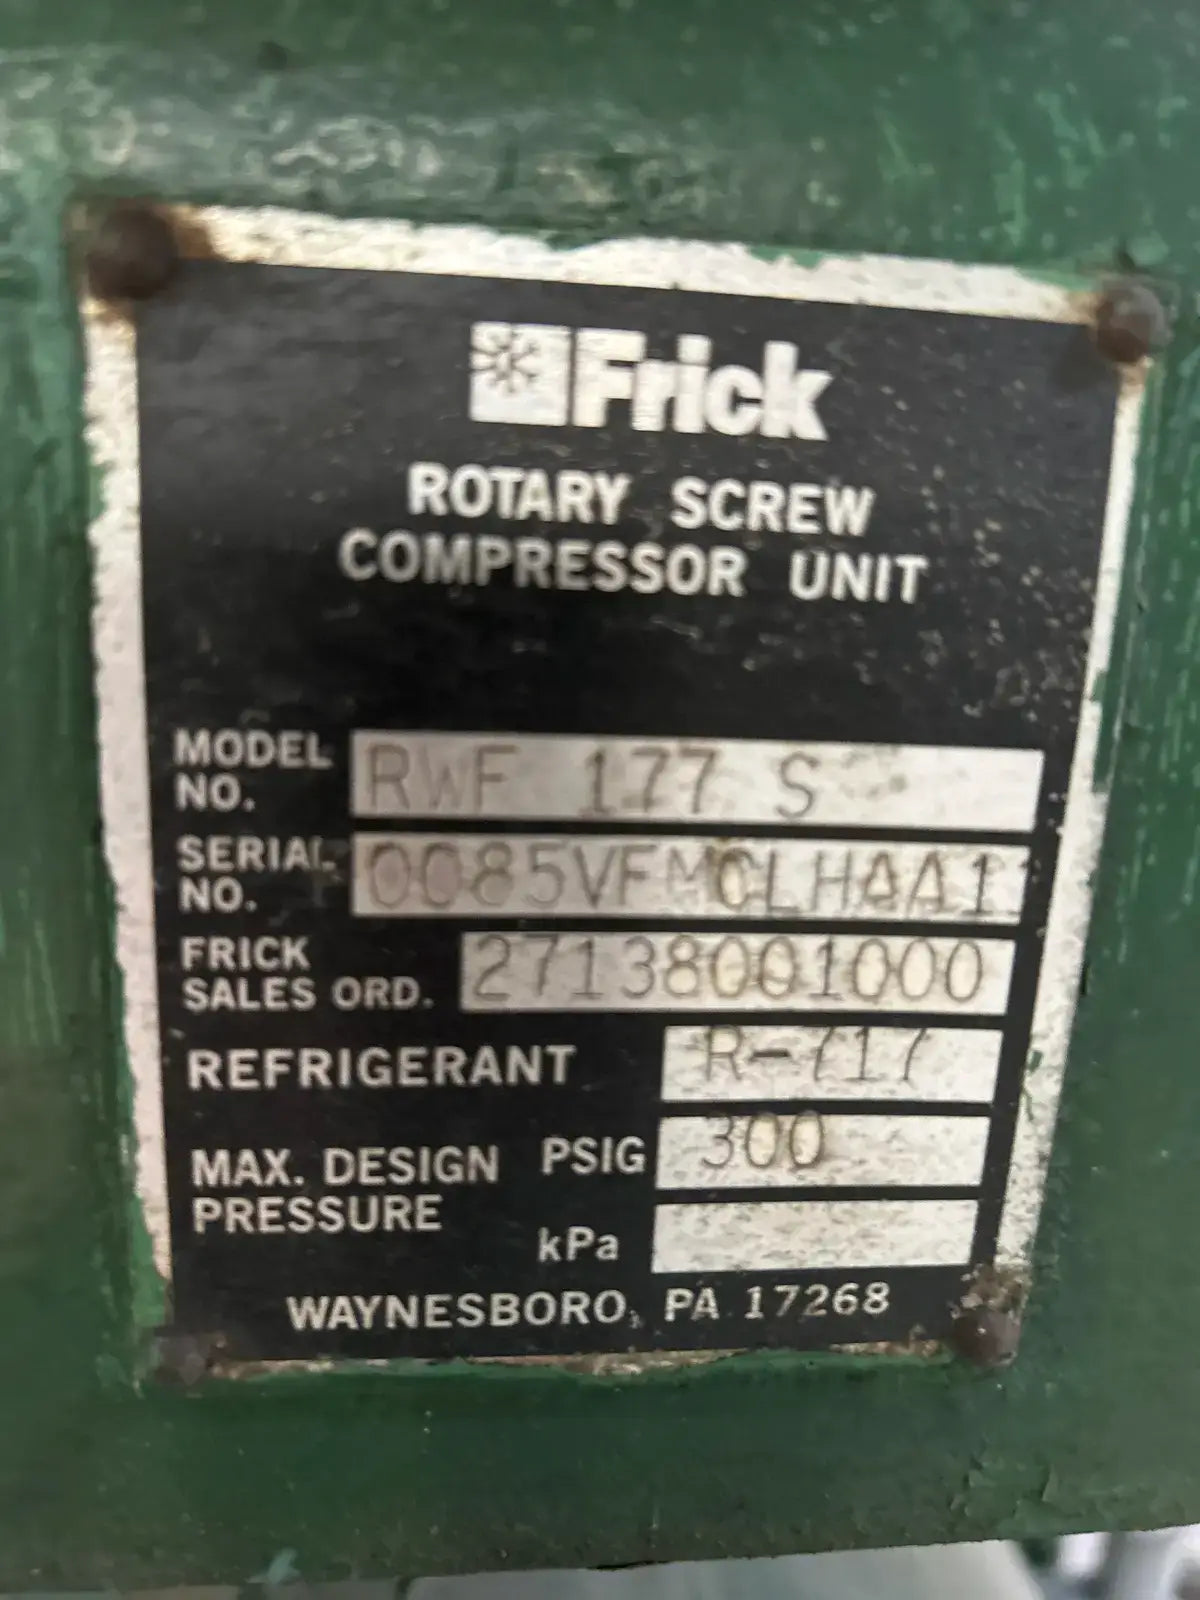 Frick
ROTARY SCREW
COMPRESSOR UNIT
MODEL NO. RWF 177 S
SERIAL NO. 0085VFMCLHAA1
FRICK SALES ORD. 27138001000
REFRIGERANT R-717
MAX. DESIGN PRESSURE PSIG 300
kPa
WAYNESBORO, PA 17268